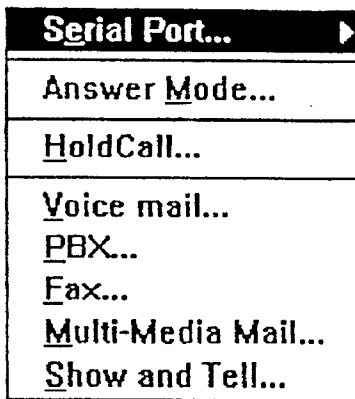 Serial Port...
Answer Mode...
HoldCall...
Voice mail...
PBX...
Fax...
Multi-Media Mail...
Show and Tell...